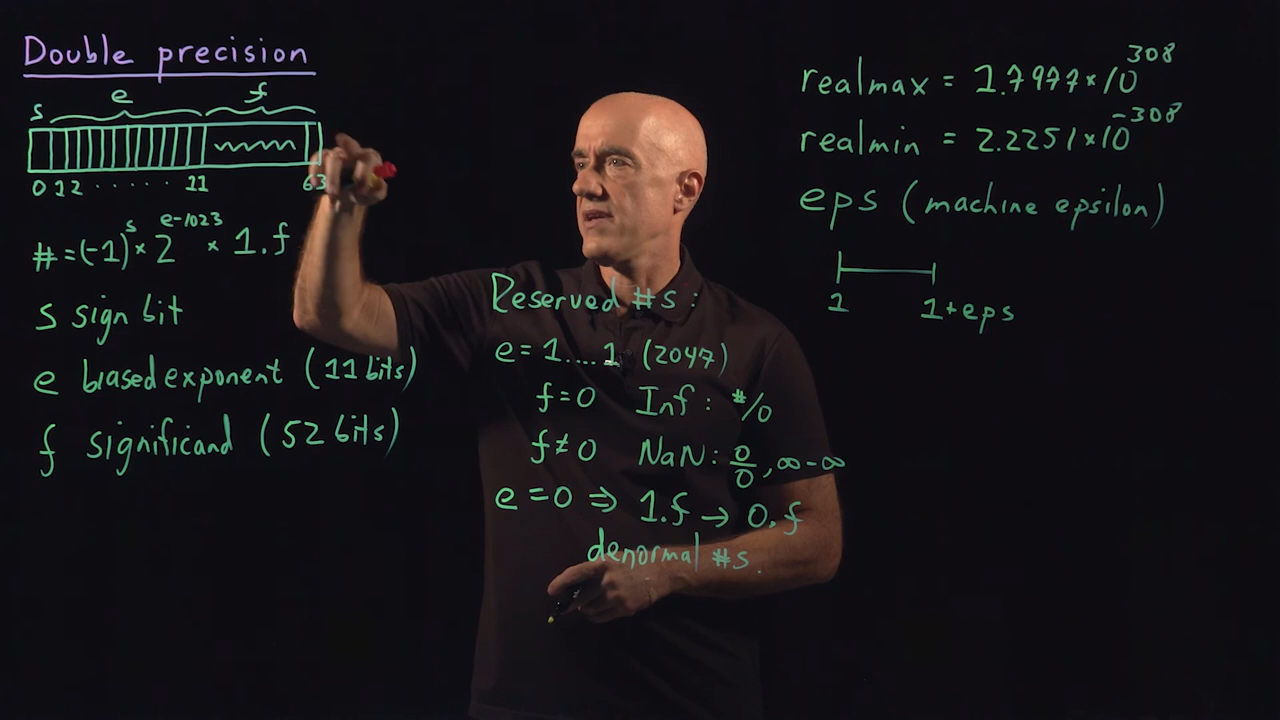 Double precision
s e f
0 1 2 ...... 11 63
# = (-1)^s × 2^(e-1023) × 1.f
s sign bit
e biased exponent (11 bits)
f significand (52 bits)
Reserved #s:
e = 1....1 (2047)
f = 0 Inf: #/0
f ≠ 0 NaN: 0/0, ∞-∞
e = 0 ⇒ 1.f → 0.f
denormal #s.
realmax = 1.7977×10^308
realmin = 2.2251×10^-308
eps (machine epsilon)
1 1+eps